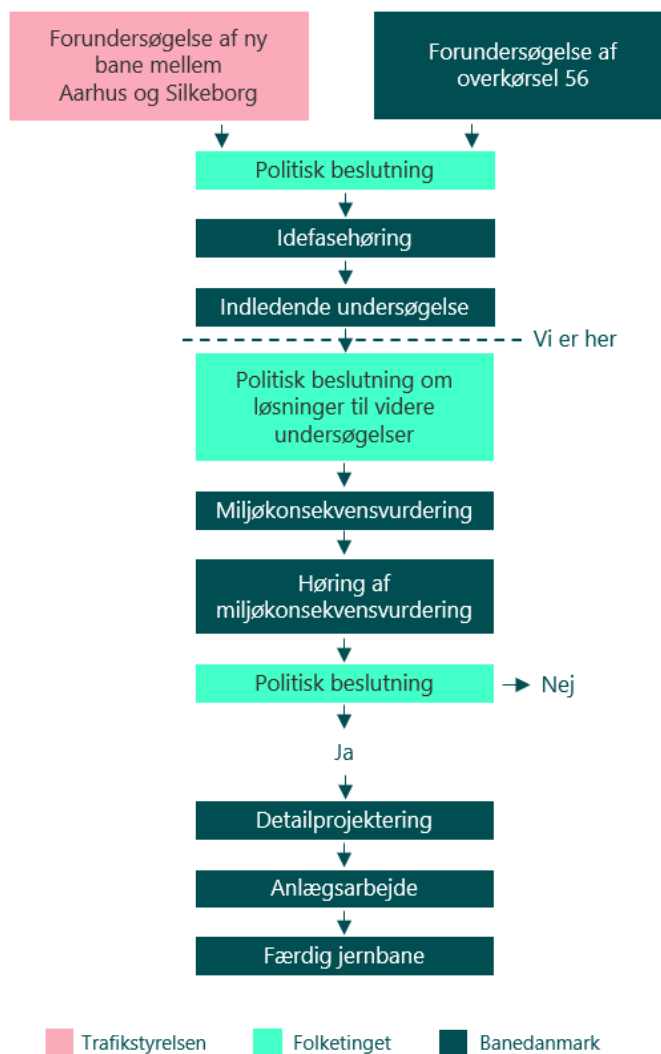 Forundersøgelse af ny
bane mellem
Aarhus og Silkeborg
Forundersøgelse af
overkørsel 56
Politisk beslutning
Idefasehøring
Indledende undersøgelse
Vi er her
Politisk beslutning om
løsninger til videre
undersøgelser
Miljøkonsekvensvurdering
Høring af
miljøkonsekvensvurdering
Politisk beslutning
Nej
Ja
Detailprojektering
Anlægsarbejde
Færdig jernbane
Trafikstyrelsen
Folketinget
Banedanmark